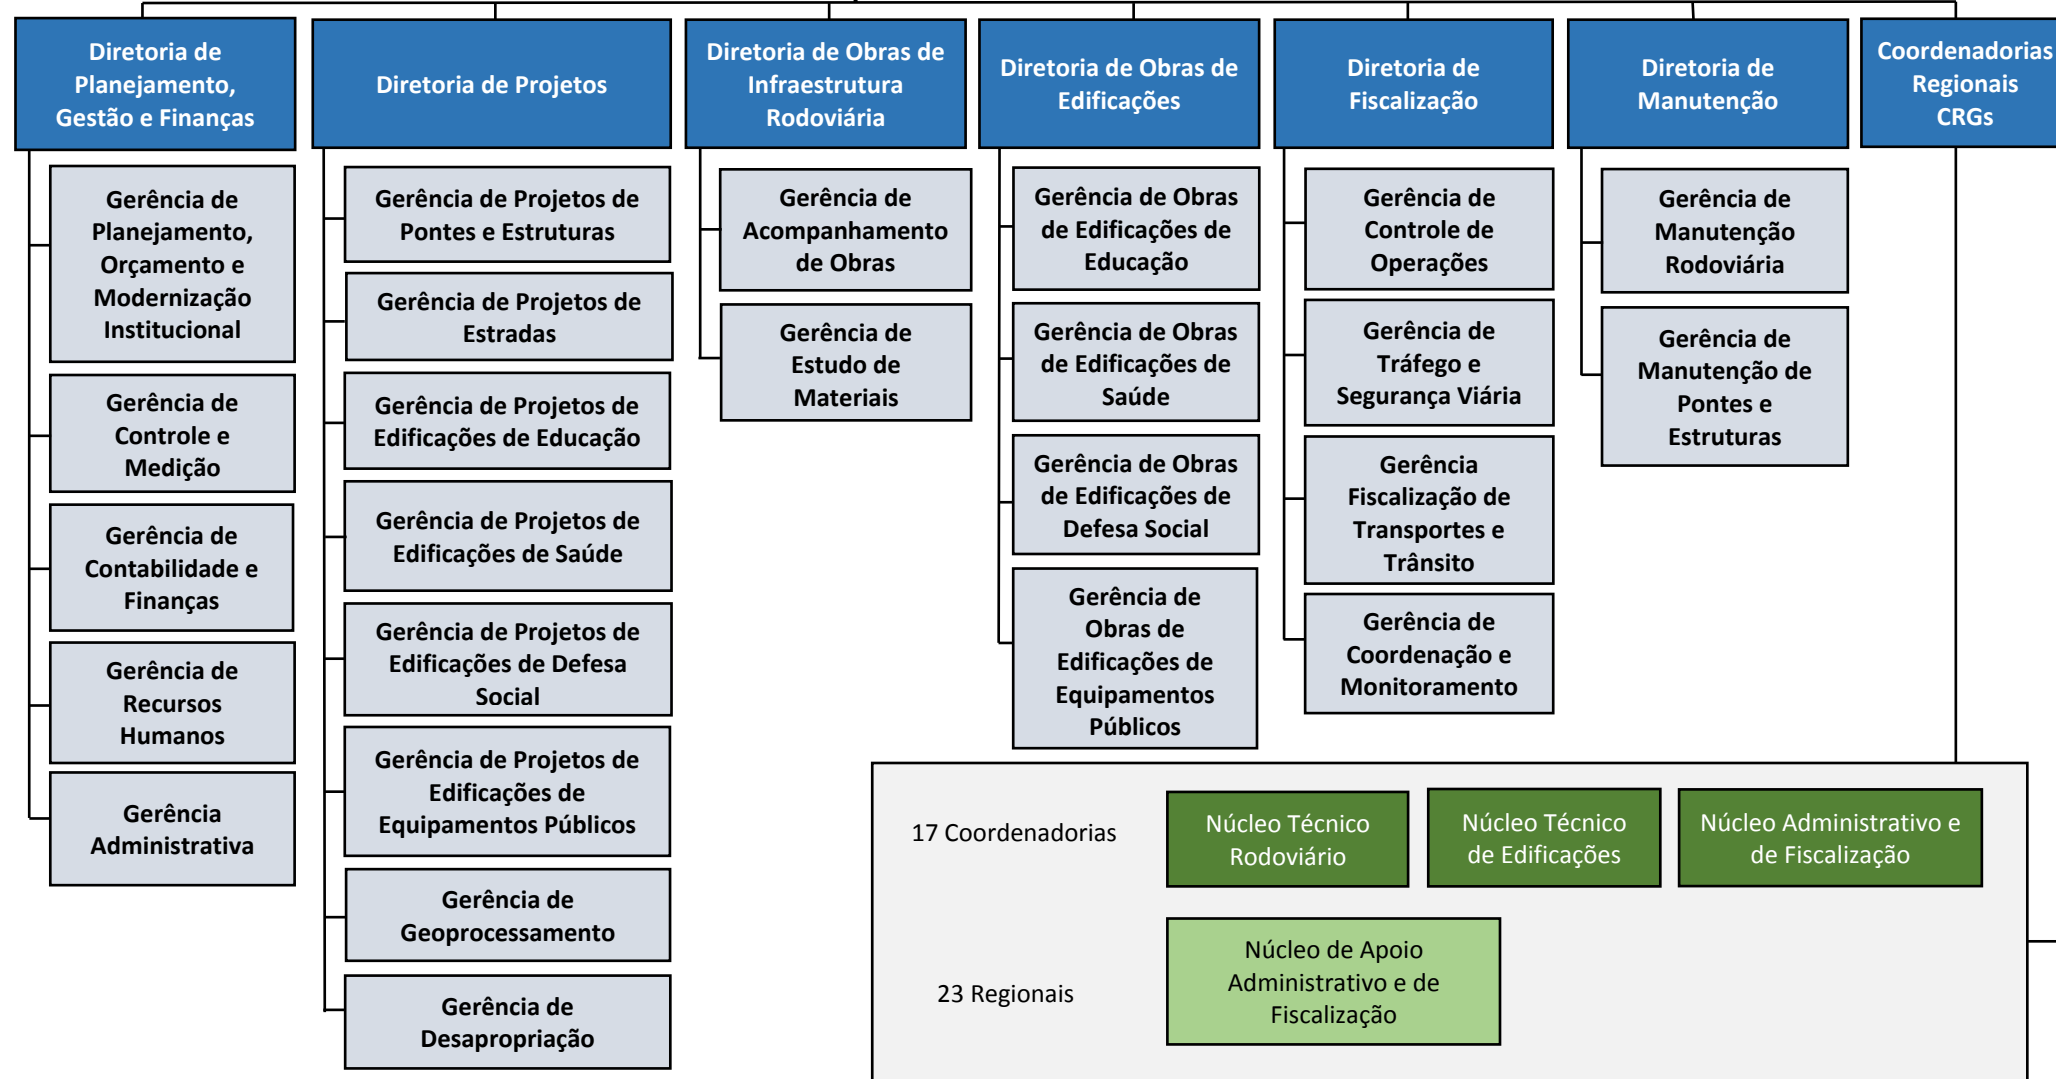 Diretoria de
Planejamento,
Gestão e Finanças
Gerência de
Planejamento,
Orçamento e
Modernização
Institucional
Gerência de
Controle e
Medição
Gerência de
Contabilidade e
Finanças
Gerência de
Recursos
Humanos
Gerência
Administrativa
Diretoria de Projetos
Gerência de Projetos de
Pontes e Estruturas
Gerência de Projetos de
Estradas
Gerência de Projetos de
Edificações de Educação
Gerência de Projetos de
Edificações de Saúde
Gerência de Projetos de
Edificações de Defesa
Social
Gerência de Projetos de
Edificações de
Equipamentos Públicos
Gerência de
Geoprocessamento
Gerência de
Desapropriação
Diretoria de Obras de
Infraestrutura
Rodoviária
Gerência de
Acompanhamento
de Obras
Gerência de
Estudo de
Materiais
Diretoria de Obras de
Edificações
Gerência de Obras
de Edificações de
Educação
Gerência de Obras
de Edificações de
Saúde
Gerência de Obras
de Edificações de
Defesa Social
Gerência de
Obras de
Edificações de
Equipamentos
Públicos
Diretoria de
Fiscalização
Gerência de
Controle de
Operações
Gerência de
Tráfego e
Segurança Viária
Gerência
Fiscalização de
Transportes e
Trânsito
Gerência de
Coordenação e
Monitoramento
Diretoria de
Manutenção
Gerência de
Manutenção
Rodoviária
Gerência de
Manutenção de
Pontes e
Estruturas
Coordenadorias
Regionais
CRGs
17 Coordenadorias
Núcleo Técnico
Rodoviário
Núcleo Técnico
de Edificações
Núcleo Administrativo e
de Fiscalização
23 Regionais
Núcleo de Apoio
Administrativo e de
Fiscalização